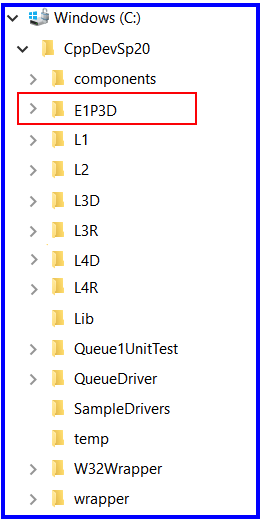 Windows (C:)
CppDevSp20
components
E1P3D
L1
L2
L3D
L3R
L4D
L4R
Lib
Queue1UnitTest
QueueDriver
SampleDrivers
temp
W32Wrapper
wrapper